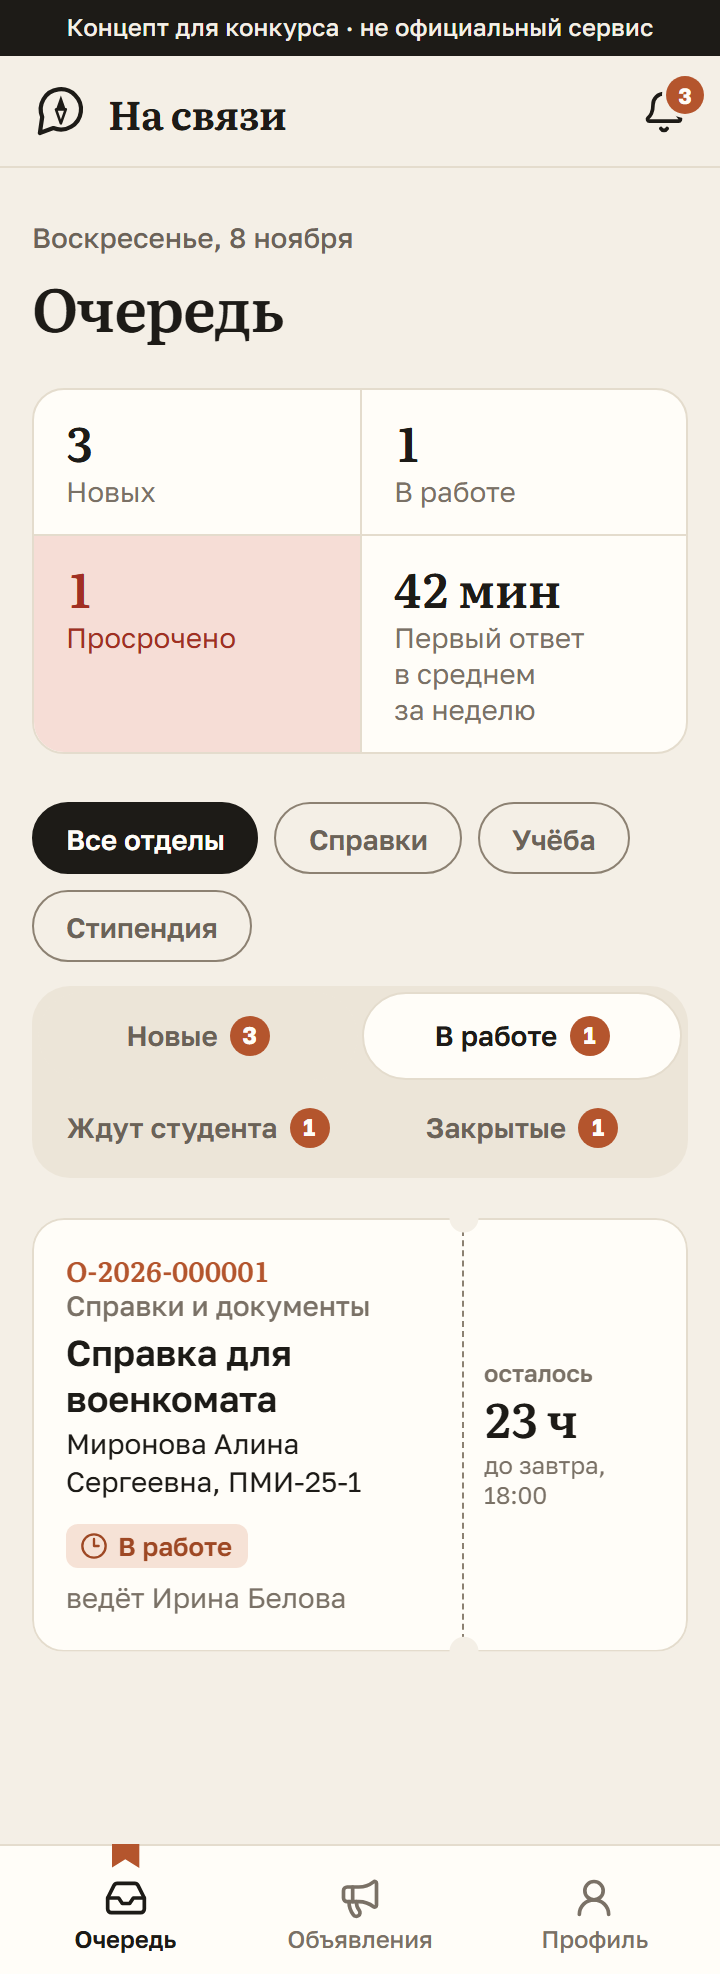 Концепт для конкурса · не официальный сервис
На связи
3
Воскресенье, 8 ноября
Очередь
3
Новых
1
В работе
1
Просрочено
42 мин
Первый ответ
в среднем
за неделю
Все отделы
Справки
Учёба
Стипендия
Новые 3
В работе 1
Ждут студента 1
Закрытые 1
О-2026-000001
Справки и документы
Справка для
военкомата
Миронова Алина
Сергеевна, ПМИ-25-1
В работе
ведёт Ирина Белова
осталось
23 ч
до завтра,
18:00
Очередь
Объявления
Профиль